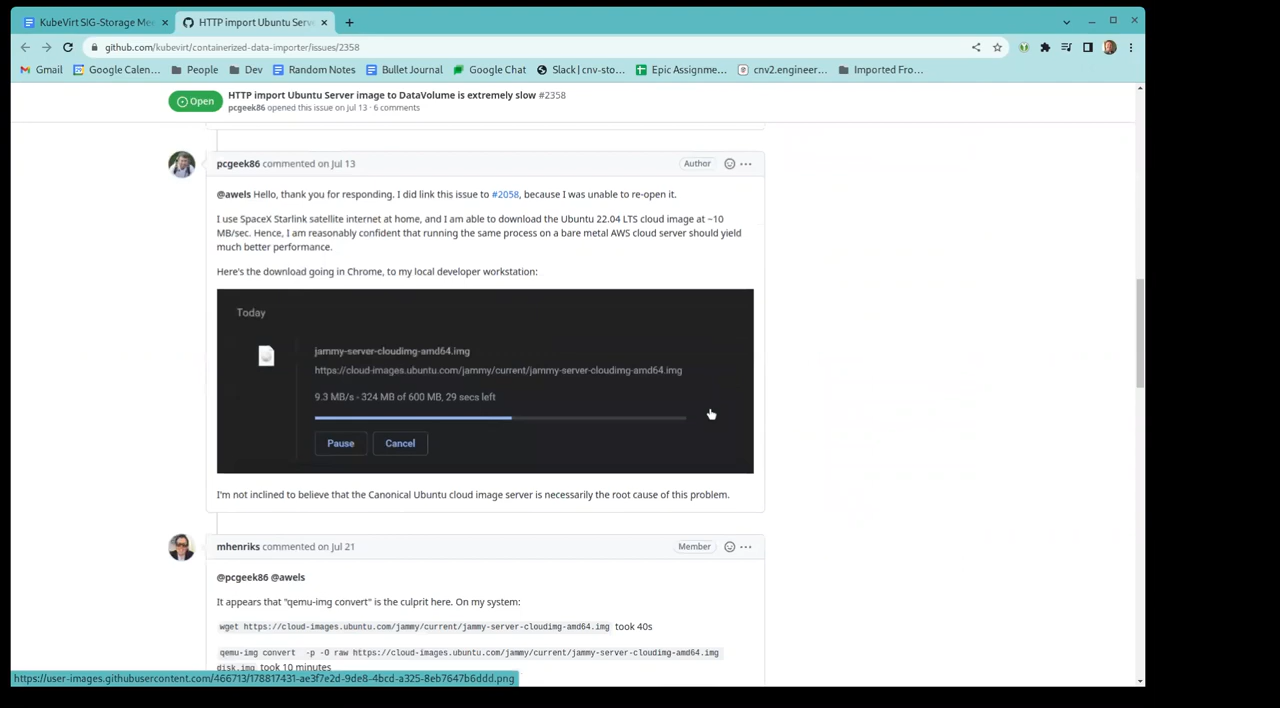 KubeVirt SIG-Storage Me
HTTP import Ubuntu Serv
github.com/kubevirt/containerized-data-importer/issues/2358
Gmail
Google Calen...
People
Dev
Random Notes
Bullet Journal
Google Chat
Slack | cnv-sto...
Epic Assignme...
cnv2.engineer...
Imported Fro...
Open
HTTP import Ubuntu Server image to DataVolume is extremely slow #2358
pcgeek86 opened this issue on Jul 13 · 6 comments
pcgeek86 commented on Jul 13
Author
@awels Hello, thank you for responding. I did link this issue to #2058, because I was unable to re-open it.
I use SpaceX Starlink satellite internet at home, and I am able to download the Ubuntu 22.04 LTS cloud image at ~10
MB/sec. Hence, I am reasonably confident that running the same process on a bare metal AWS cloud server should yield
much better performance.
Here's the download going in Chrome, to my local developer workstation:
Today
jammy-server-cloudimg-amd64.img
https://cloud-images.ubuntu.com/jammy/current/jammy-server-cloudimg-amd64.img
9.3 MB/s - 324 MB of 600 MB, 29 secs left
Pause
Cancel
I'm not inclined to believe that the Canonical Ubuntu cloud image server is necessarily the root cause of this problem.
mhenriks commented on Jul 21
Member
@pcgeek86 @awels
It appears that "qemu-img convert" is the culprit here. On my system:
wget https://cloud-images.ubuntu.com/jammy/current/jammy-server-cloudimg-amd64.img took 40s
qemu-img convert -p -O raw https://cloud-images.ubuntu.com/jammy/current/jammy-server-cloudimg-amd64.img
disk.img took 10 minutes
https://user-images.githubusercontent.com/466713/178817431-ae3f7e2d-9de8-4bcd-a325-8eb7647b6ddd.png